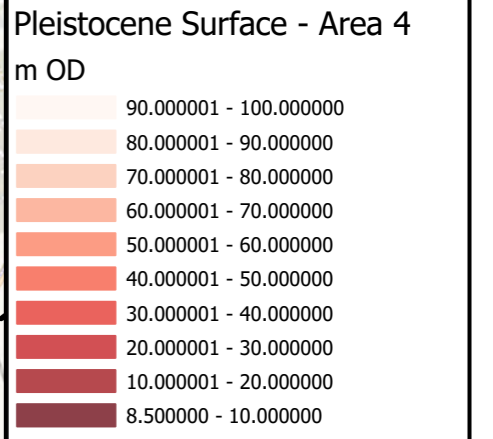 Pleistocene Surface - Area 4
m OD
90.000001 - 100.000000
80.000001 - 90.000000
70.000001 - 80.000000
60.000001 - 70.000000
50.000001 - 60.000000
40.000001 - 50.000000
30.000001 - 40.000000
20.000001 - 30.000000
10.000001 - 20.000000
8.500000 - 10.000000